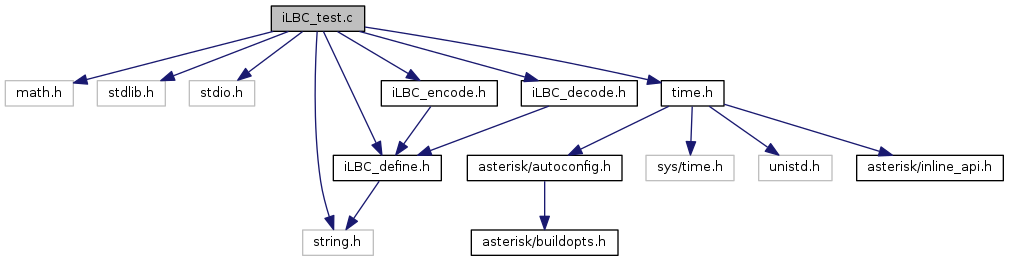 iLBC_test.c
math.h
stdlib.h
stdio.h
iLBC_encode.h
iLBC_decode.h
time.h
iLBC_define.h
asterisk/autoconfig.h
sys/time.h
unistd.h
asterisk/inline_api.h
string.h
asterisk/buildopts.h